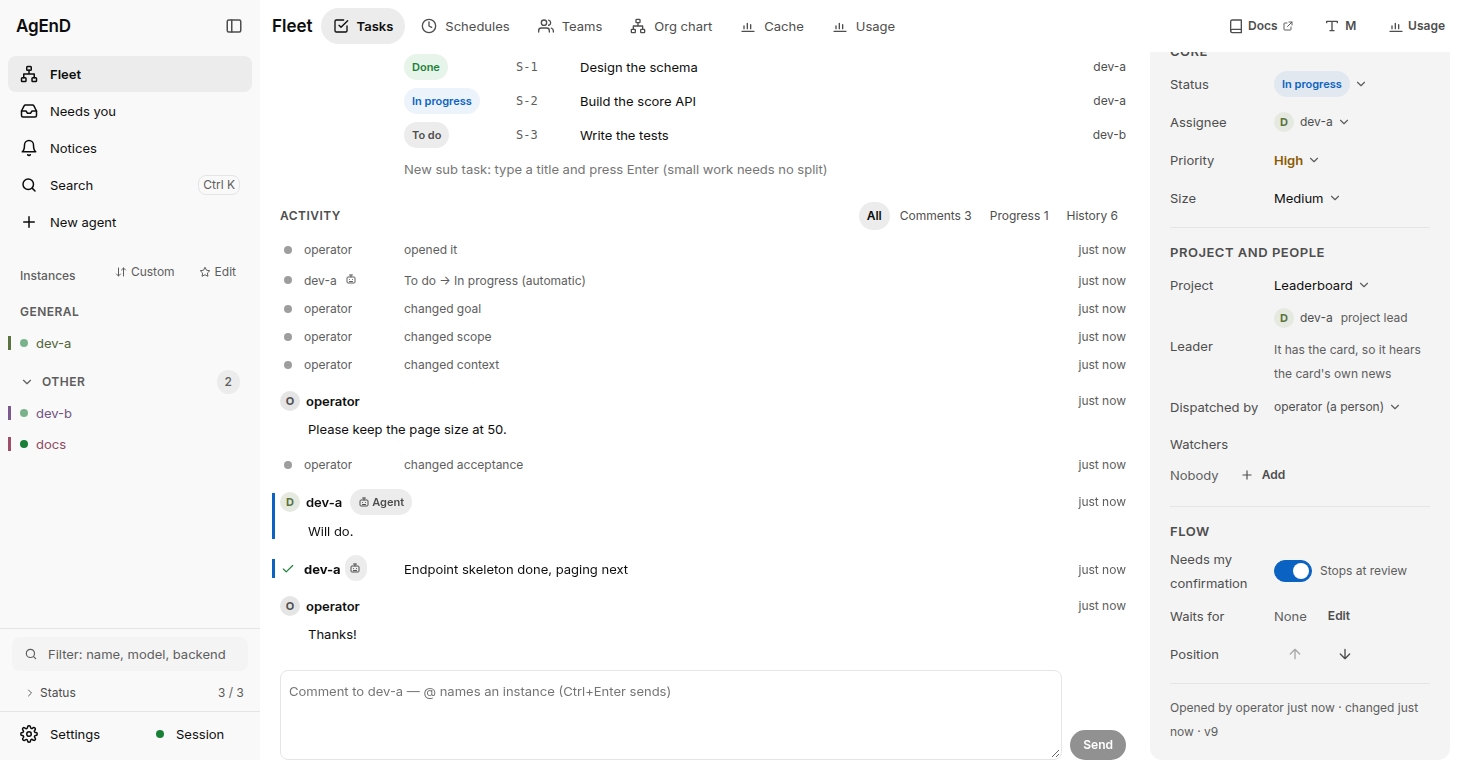 AgEnD
Fleet
Needs you
Notices
Search
Ctrl K
New agent
Instances
Custom
Edit
GENERAL
dev-a
OTHER
2
dev-b
docs
Filter: name, model, backend
Status
3 / 3
Settings
Session
Fleet
Tasks
Schedules
Teams
Org chart
Cache
Usage
Docs
M
Usage
Done
S-1
Design the schema
dev-a
In progress
S-2
Build the score API
dev-a
To do
S-3
Write the tests
dev-b
New sub task: type a title and press Enter (small work needs no split)
ACTIVITY
All
Comments 3
Progress 1
History 6
operator
opened it
just now
dev-a
To do → In progress (automatic)
just now
operator
changed goal
just now
operator
changed scope
just now
operator
changed context
just now
O
operator
just now
Please keep the page size at 50.
operator
changed acceptance
just now
D
dev-a
Agent
just now
Will do.
dev-a
Endpoint skeleton done, paging next
just now
O
operator
just now
Thanks!
Comment to dev-a — @ names an instance (Ctrl+Enter sends)
Send
CORE
Status
In progress
Assignee
D
dev-a
Priority
High
Size
Medium
PROJECT AND PEOPLE
Project
Leaderboard
Leader
D
dev-a
project lead
It has the card, so it hears
the card's own news
Dispatched by
operator (a person)
Watchers
Nobody
Add
FLOW
Needs my
confirmation
Stops at review
Waits for
None
Edit
Position
Opened by operator just now · changed just
now · v9